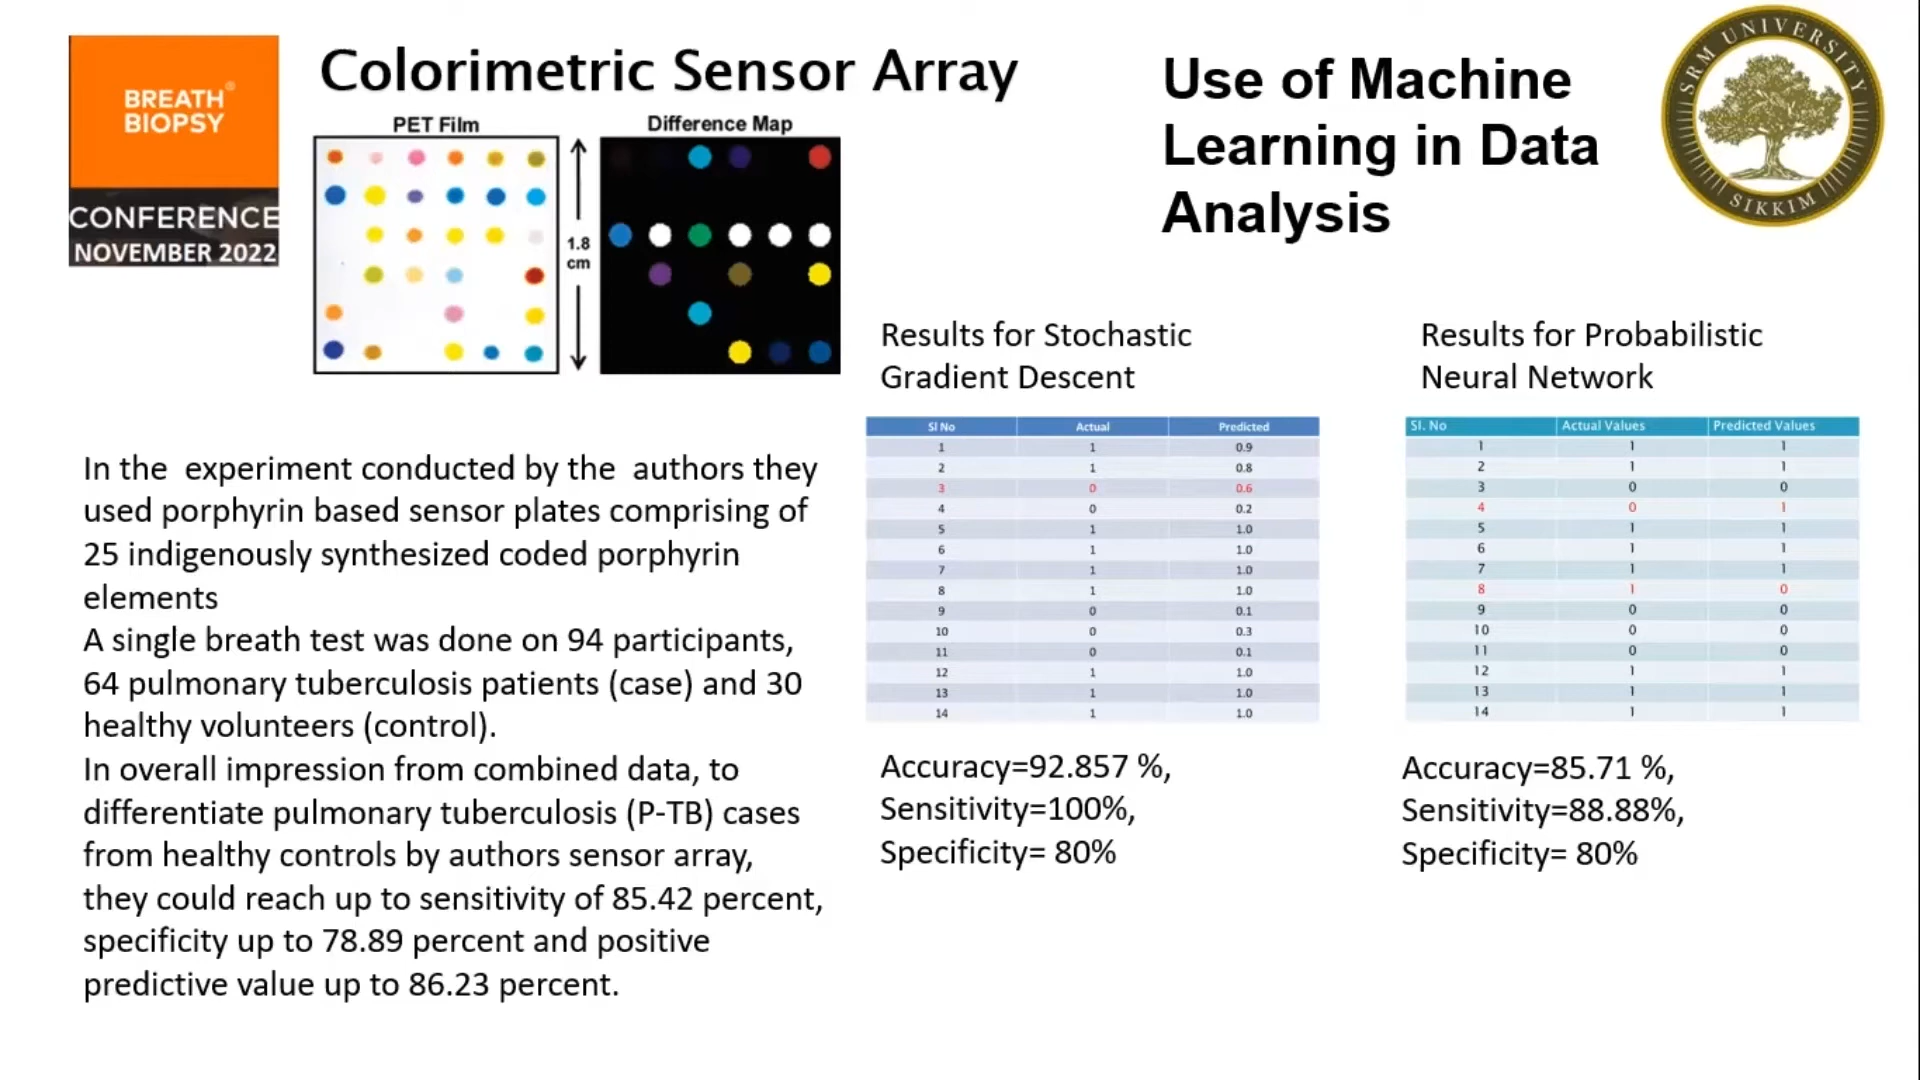 BREATH®
BIOPSY
CONFERENCE
NOVEMBER 2022
Colorimetric Sensor Array
PET Film
Difference Map
1.8
cm
Use of Machine
Learning in Data
Analysis
SRM UNIVERSITY
SIKKIM
In the experiment conducted by the authors they
used porphyrin based sensor plates comprising of
25 indigenously synthesized coded porphyrin
elements
A single breath test was done on 94 participants,
64 pulmonary tuberculosis patients (case) and 30
healthy volunteers (control).
In overall impression from combined data, to
differentiate pulmonary tuberculosis (P-TB) cases
from healthy controls by authors sensor array,
they could reach up to sensitivity of 85.42 percent,
specificity up to 78.89 percent and positive
predictive value up to 86.23 percent.
Results for Stochastic
Gradient Descent
Sl No Actual Predicted
1 1 0.9
2 1 0.8
3 0 0.6
4 0 0.2
5 1 1.0
6 1 1.0
7 1 1.0
8 1 1.0
9 0 0.1
10 0 0.3
11 0 0.1
12 1 1.0
13 1 1.0
14 1 1.0
Accuracy=92.857 %,
Sensitivity=100%,
Specificity= 80%
Results for Probabilistic
Neural Network
Sl. No Actual Values Predicted Values
1 1 1
2 1 1
3 0 0
4 0 1
5 1 1
6 1 1
7 1 1
8 1 0
9 0 0
10 0 0
11 0 0
12 1 1
13 1 1
14 1 1
Accuracy=85.71 %,
Sensitivity=88.88%,
Specificity= 80%